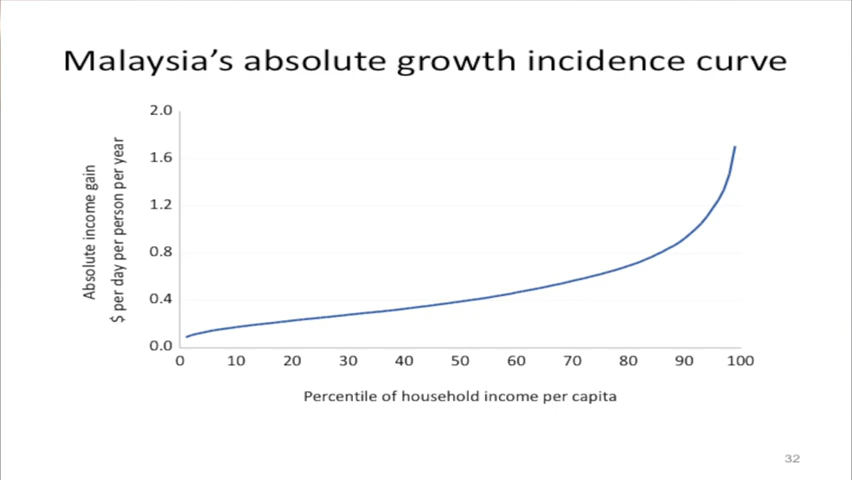 Malaysia's absolute growth incidence curve
2.0
1.6
1.2
0.8
0.4
0.0
Absolute income gain
$ per day per person per year
0 10 20 30 40 50 60 70 80 90 100
Percentile of household income per capita
32